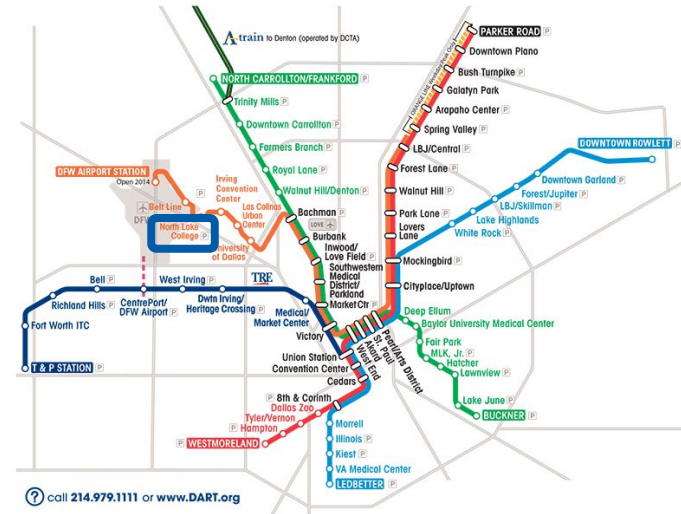 A train to Denton (operated by DCTA)
PARKER ROAD P
Downtown Plano
Bush Turnpike P
Galatyn Park
Arapaho Center P
Spring Valley P
LBJ/Central P
Forest Lane P
Walnut Hill P
Park Lane P
Lovers
Lane
Mockingbird P
Cityplace/Uptown
ORANGE Line Weekday Peak Only
NORTH CARROLLTON/FRANKFORD P
Trinity Mills P
Downtown Carrollton P
Farmers Branch P
Royal Lane P
Walnut Hill/Denton P
Bachman P
LOVE
Burbank
Inwood/
Love Field P
Southwestern
Medical
District/
Parkland
Market Ctr P
DOWNTOWN ROWLETT P
Downtown Garland P
Forest/Jupiter P
LBJ/Skillman P
Lake Highlands
White Rock P
DFW AIRPORT STATION
Open 2014
P
Belt Line
DFW
North Lake
College P
Irving
Convention
Center
Las Colinas
Urban
Center
University
of Dallas
TRE
Bell P
West Irving P
Richland Hills P
CentrePort/
DFW Airport P
Dwtn Irving/
Heritage Crossing P
Medical/
Market Center
Fort Worth ITC
T & P STATION P
Victory
Union Station
Convention Center
Cedars
West End
Akard
St. Paul
Pearl/Arts District
Deep Ellum
Baylor University Medical Center
Fair Park
MLK, Jr. P
Hatcher
Lawnview P
Lake June P
BUCKNER P
P 8th & Corinth
Dallas Zoo
Tyler/Vernon
P Hampton
P WESTMORELAND
Morrell
Illinois P
Kiest P
VA Medical Center
LEDBETTER P
? call 214.979.1111 or www.DART.org